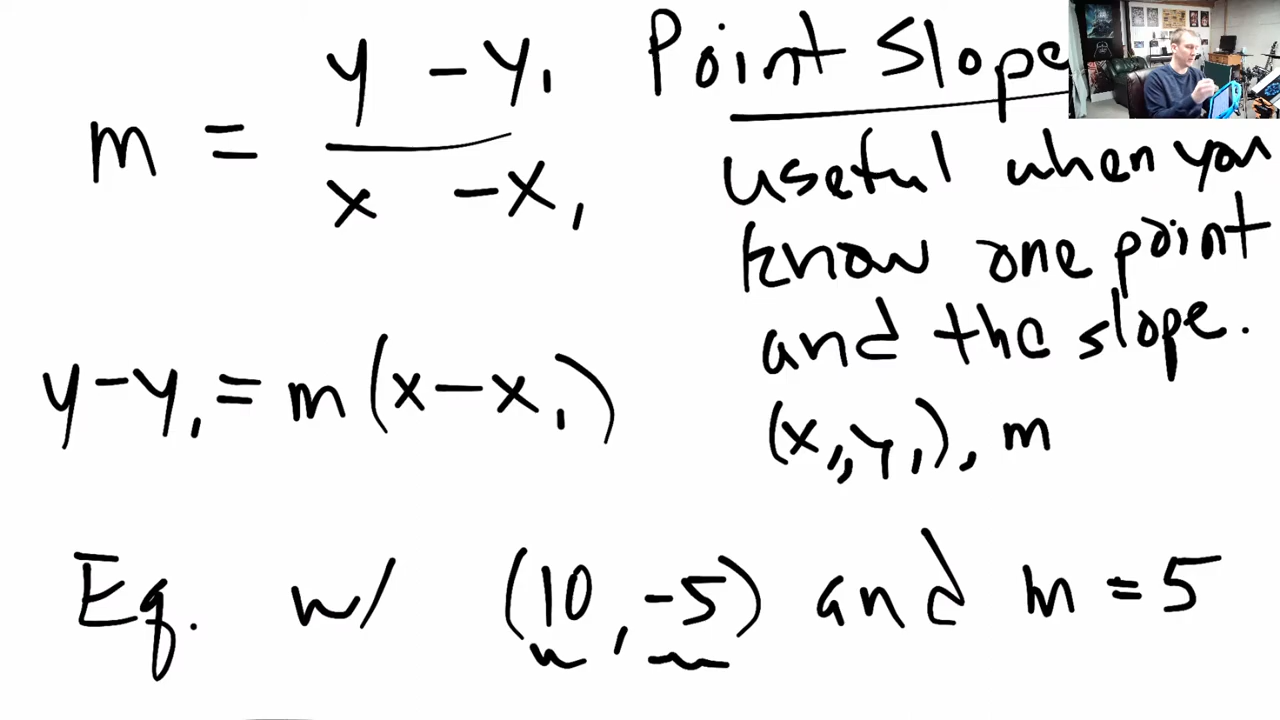 m = y - y₁ / x - x₁
Point Slope
useful when you
know one point
and the slope.
y - y₁ = m(x - x₁)
(x₁, y₁), m
Eq. w/ (10, -5) and m = 5